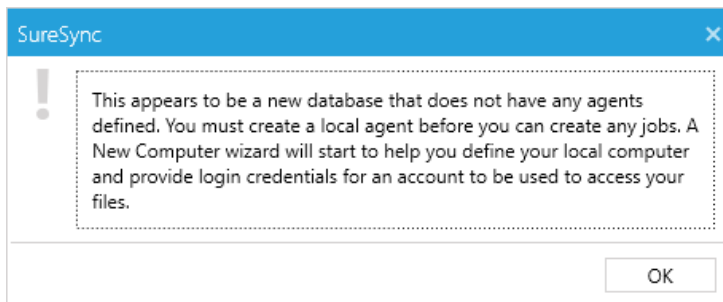 SureSync
This appears to be a new database that does not have any agents
defined. You must create a local agent before you can create any jobs. A
New Computer wizard will start to help you define your local computer
and provide login credentials for an account to be used to access your
files.
OK